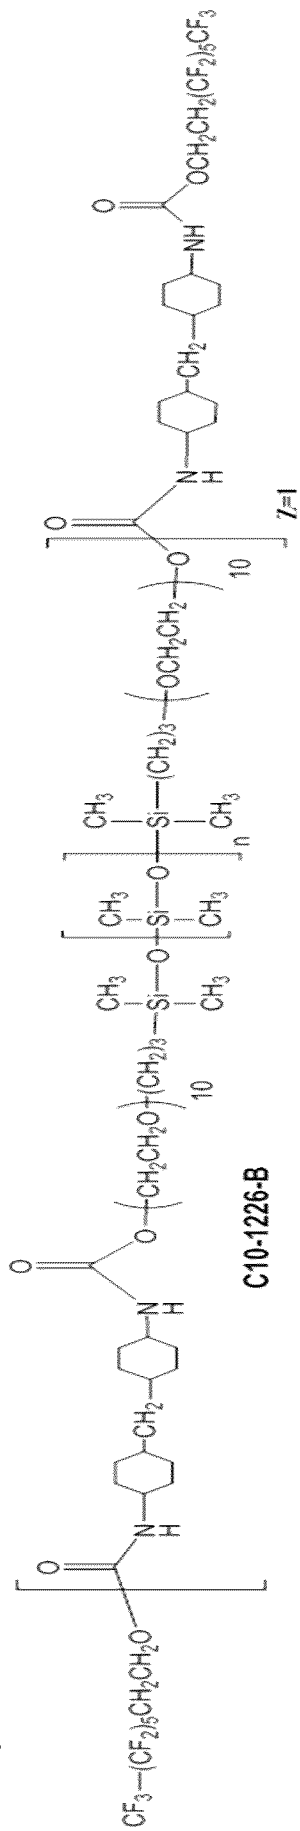 CF₃—(CF₂)₅CH₂CH₂O
O
N
H
CH₂
N
H
O
O
(CH₂CH₂O)
10
(CH₂)₃
CH₃
Si
CH₃
O
[
CH₃
Si
CH₃
O
]
n
CH₃
Si
CH₃
(CH₂)₃
(OCH₂CH₂)
10
O
O
Z=1
N
H
CH₂
NH
O
OCH₂CH₂(CF₂)₅CF₃
C10-1226-B